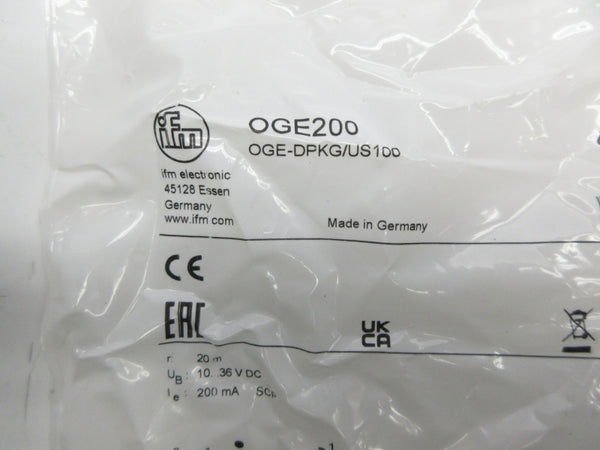 ifm
OGE200
OGE-DPKG/US100
ifm electronic
45128 Essen
Germany
www.ifm.com
Made in Germany
CE
EAC
UK
CA
r: 20 m
UB: 10...36 V DC
Ie: 200 mA